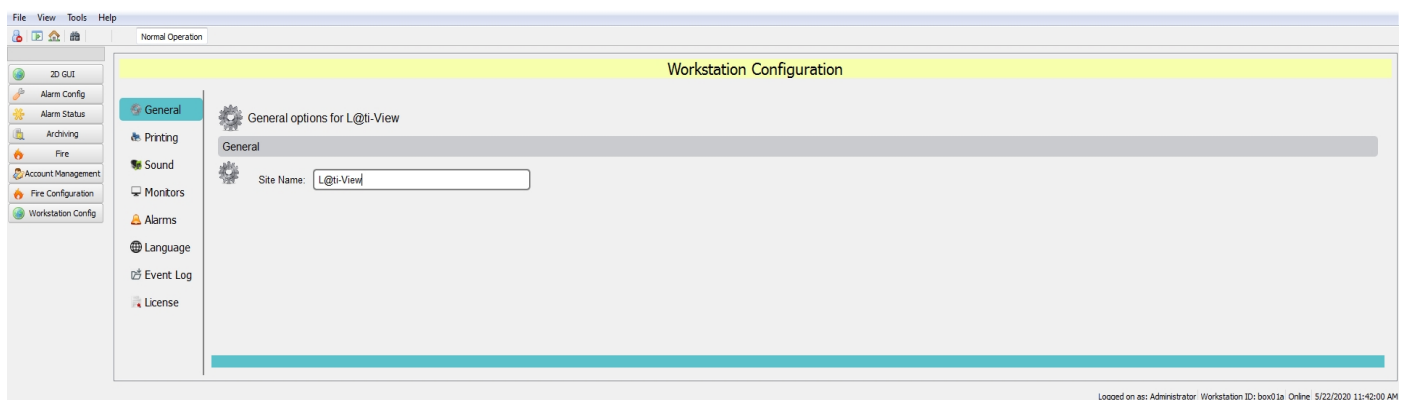 File View Tools Help
Normal Operation
2D GUI
Alarm Config
Alarm Status
Archiving
Fire
Account Management
Fire Configuration
Workstation Config
Workstation Configuration
General
Printing
Sound
Monitors
Alarms
Language
Event Log
License
General options for L@ti-View
General
Site Name: L@ti-View
Logged on as: Administrator Workstation ID: box01a Online 5/22/2020 11:42:00 AM